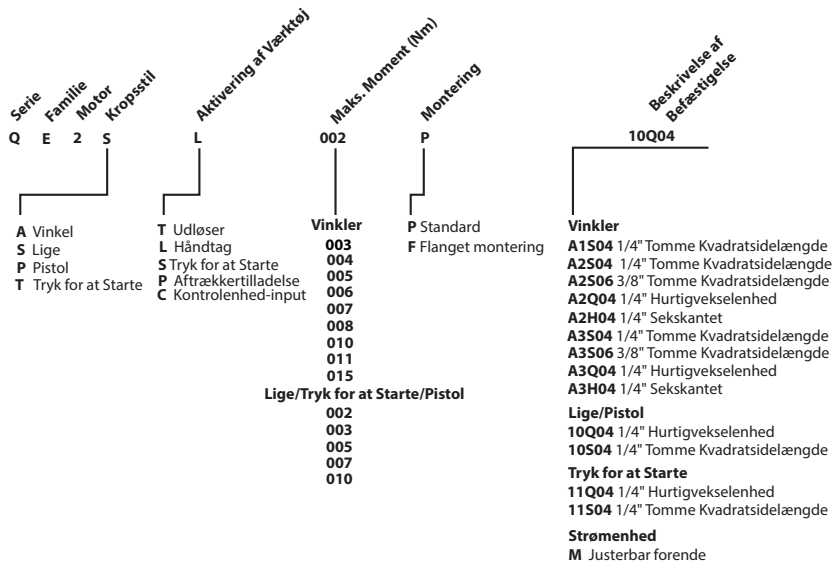 Serie
Familie
Motor
Kropsstil
Aktivering af Værktøj
Maks. Moment (Nm)
Montering
Beskrivelse af
Befæstigelse
Q E 2 S L 002 P 10Q04
A Vinkel
S Lige
P Pistol
T Tryk for at Starte
T Udløser
L Håndtag
S Tryk for at Starte
P Aftrækkertilladelse
C Kontrolenhed-input
Vinkler
003
004
005
006
007
008
010
011
015
Lige/Tryk for at Starte/Pistol
002
003
005
007
010
P Standard
F Flanget montering
Vinkler
A1S04 1/4" Tomme Kvadratsidelængde
A2S04 1/4" Tomme Kvadratsidelængde
A2S06 3/8" Tomme Kvadratsidelængde
A2Q04 1/4" Hurtigvekselenhed
A2H04 1/4" Sekskantet
A3S04 1/4" Tomme Kvadratsidelængde
A3S06 3/8" Tomme Kvadratsidelængde
A3Q04 1/4" Hurtigvekselenhed
A3H04 1/4" Sekskantet
Lige/Pistol
10Q04 1/4" Hurtigvekselenhed
10S04 1/4" Tomme Kvadratsidelængde
Tryk for at Starte
11Q04 1/4" Hurtigvekselenhed
11S04 1/4" Tomme Kvadratsidelængde
Strømenhed
M Justerbar forende